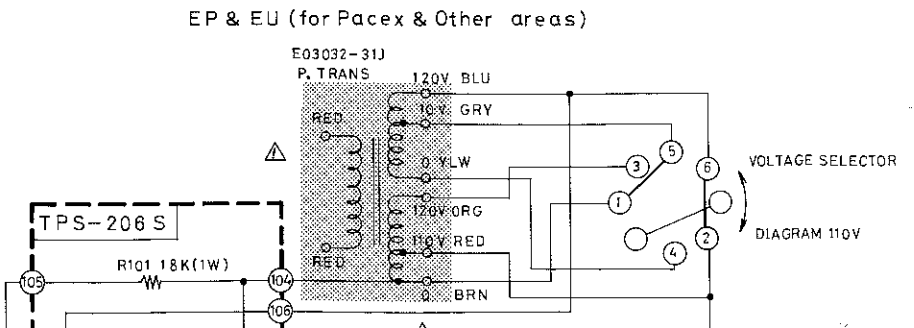 EP & EU (for Pacex & Other areas)
E03032-31J
P. TRANS
120V BLU
10V GRY
RED
0 YLW
120V ORG
110V RED
RED
0 BRN
TPS-206S
R101 18K(1W)
105
104
106
5
3
6
1
2
4
VOLTAGE SELECTOR
DIAGRAM 110V